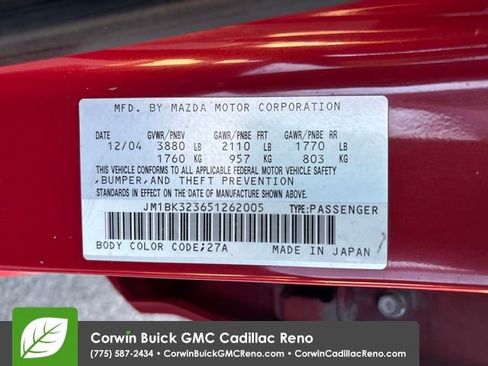 MFD. BY MAZDA MOTOR CORPORATION
DATE GVWR/PNBV GAWR/PNBE FRT GAWR/PNBE RR
12/04 3880 LB 2110 LB 1770 LB
1760 KG 957 KG 803 KG
THIS VEHICLE CONFORMS TO ALL APPLICABLE FEDERAL MOTOR VEHICLE SAFETY
,BUMPER,AND THEFT PREVENTION
STANDARDS IN EFFECT ON THE DATE OF MANUFACTURE SHOWN ABOVE.
JM1BK323651262005 TYPE:PASSENGER
BODY COLOR CODE;27A MADE IN JAPAN
Corwin Buick GMC Cadillac Reno
(775) 587-2434 • CorwinBuickGMCReno.com • CorwinCadillacReno.com